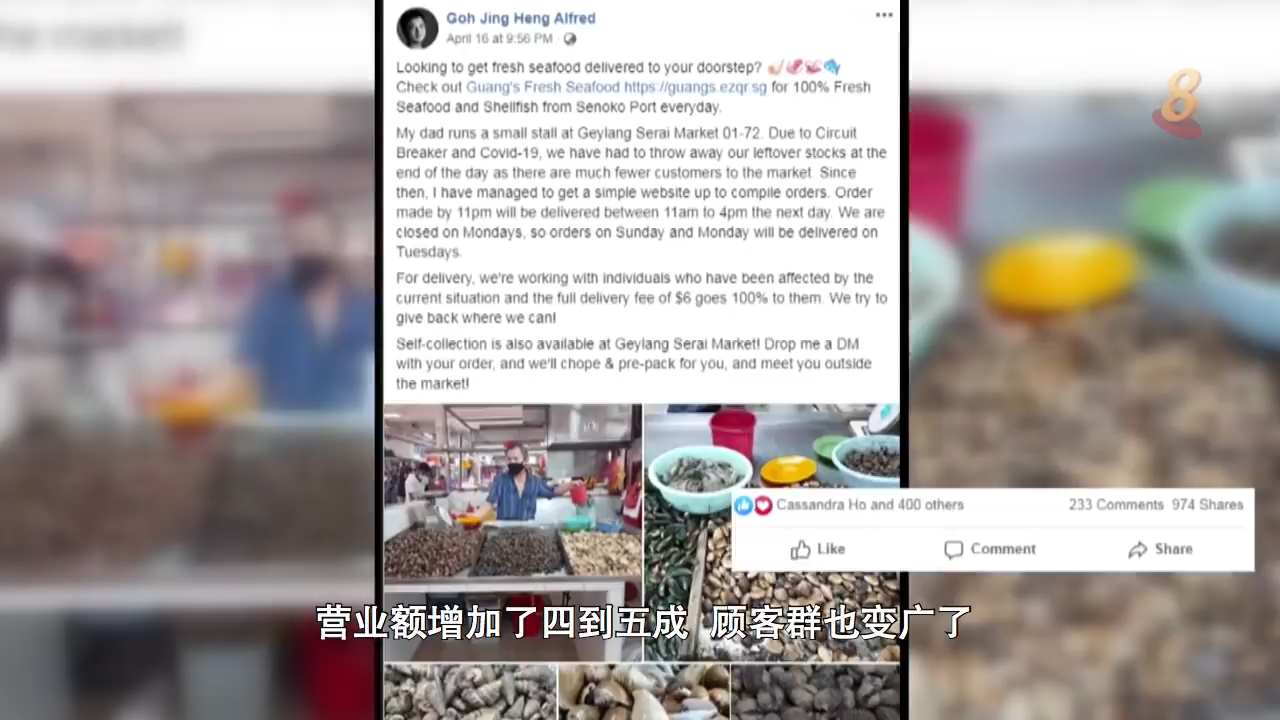 Goh Jing Heng Alfred
April 16 at 9:56 PM
Looking to get fresh seafood delivered to your doorstep?
Check out Guang's Fresh Seafood https://guangs.ezqr.sg for 100% Fresh
Seafood and Shellfish from Senoko Port everyday.
My dad runs a small stall at Geylang Serai Market 01-72. Due to Circuit
Breaker and Covid-19, we have had to throw away our leftover stocks at the
end of the day as there are much fewer customers to the market. Since
then, I have managed to get a simple website up to compile orders. Order
made by 11pm will be delivered between 11am to 4pm the next day. We are
closed on Mondays, so orders on Sunday and Monday will be delivered on
Tuesdays.
For delivery, we're working with individuals who have been affected by the
current situation and the full delivery fee of $6 goes 100% to them. We try to
give back where we can!
Self-collection is also available at Geylang Serai Market! Drop me a DM
with your order, and we'll chope & pre-pack for you, and meet you outside
the market!
8
Cassandra Ho and 400 others 233 Comments 974 Shares
Like Comment Share
营业额增加了四到五成 顾客群也变广了